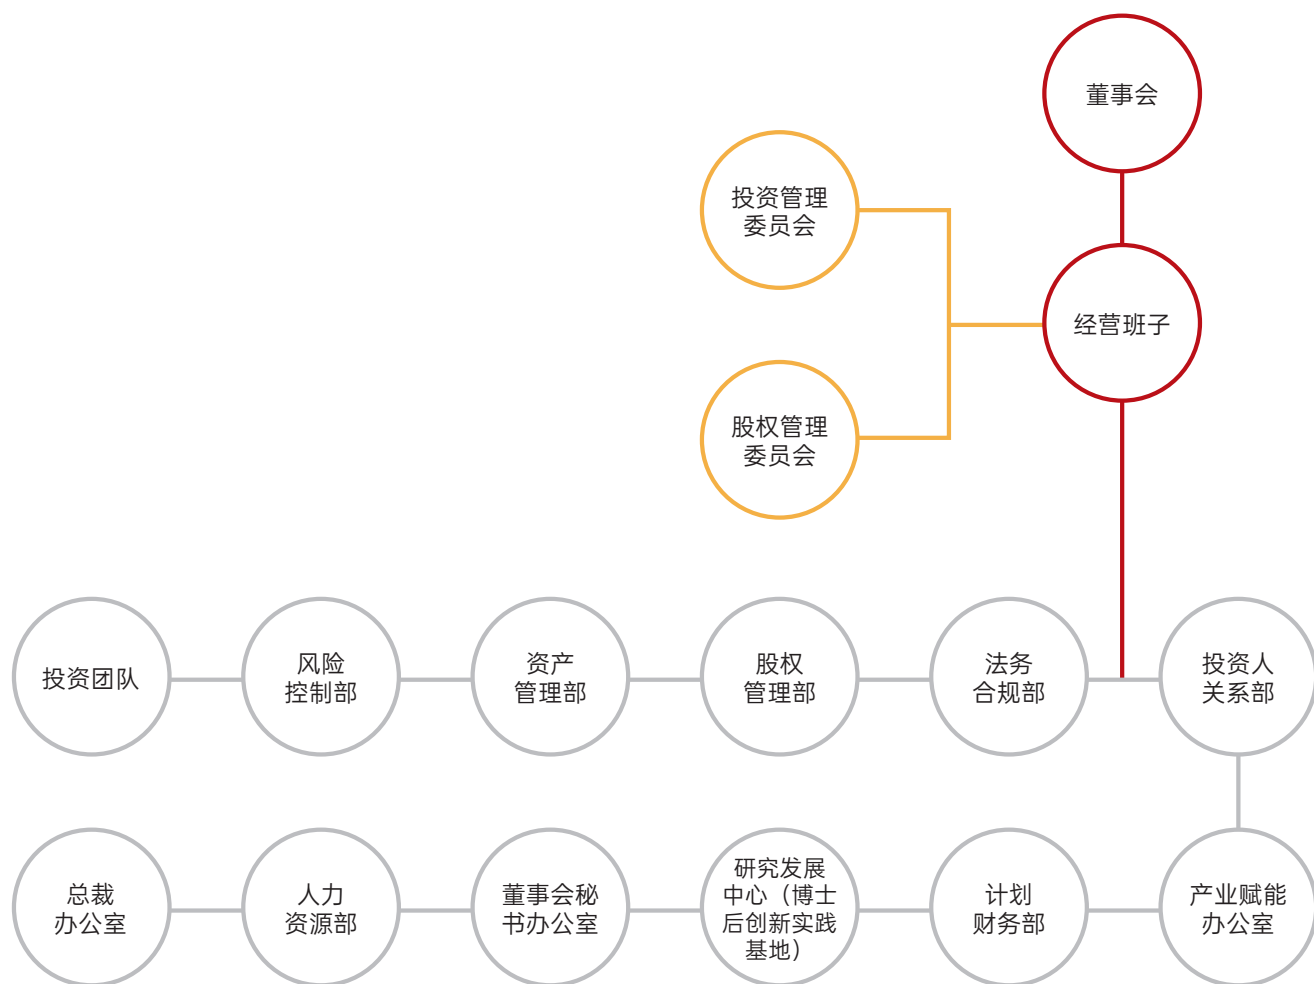 董事会
投资管理
委员会
经营班子
股权管理
委员会
投资团队
风险
控制部
资产
管理部
股权
管理部
法务
合规部
投资人
关系部
总裁
办公室
人力
资源部
董事会秘
书办公室
研究发展
中心（博士
后创新实践
基地）
计划
财务部
产业赋能
办公室